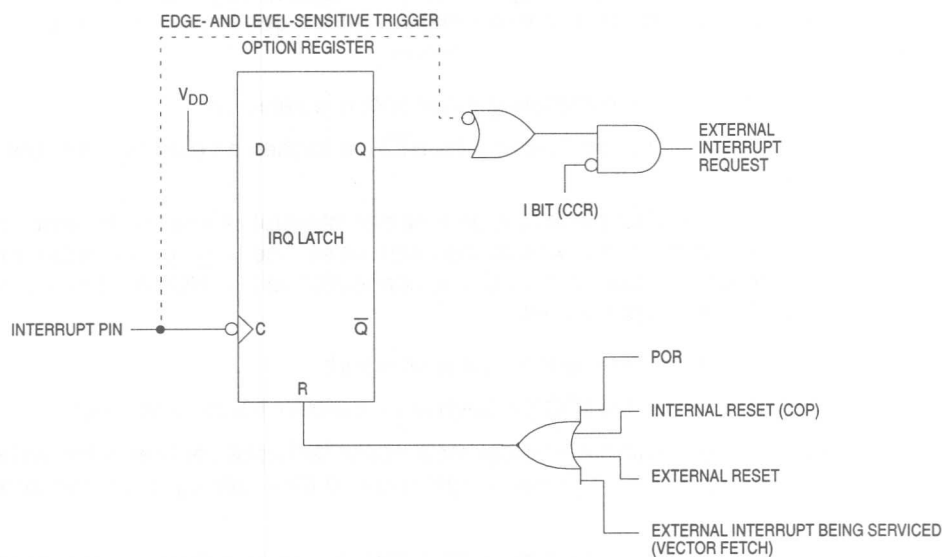 EDGE- AND LEVEL-SENSITIVE TRIGGER
OPTION REGISTER
VDD
D
Q
EXTERNAL
INTERRUPT
REQUEST
I BIT (CCR)
IRQ LATCH
INTERRUPT PIN
C
Q̅
R
POR
INTERNAL RESET (COP)
EXTERNAL RESET
EXTERNAL INTERRUPT BEING SERVICED
(VECTOR FETCH)